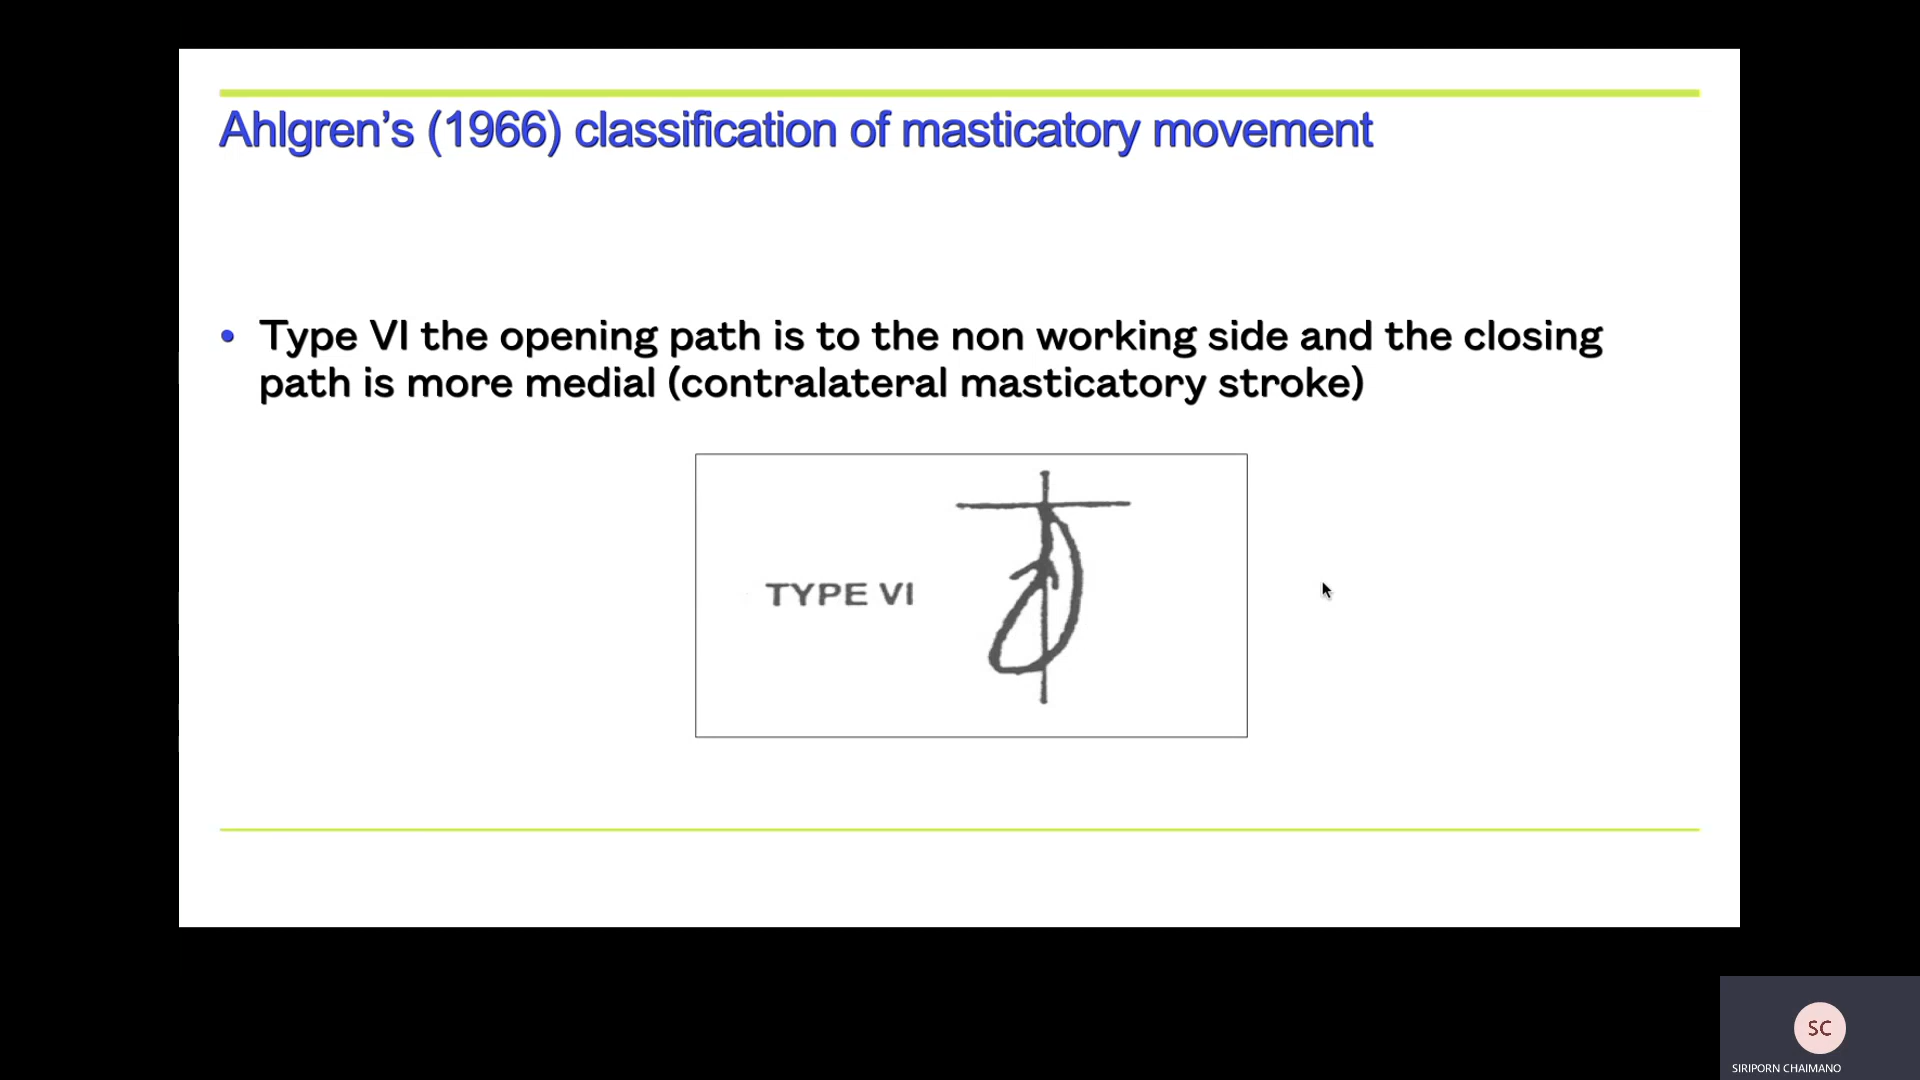 Ahlgren’s (1966) classification of masticatory movement
• Type VI the opening path is to the non working side and the closing
path is more medial (contralateral masticatory stroke)
TYPE VI
SC
SIRIPORN CHAIMANO